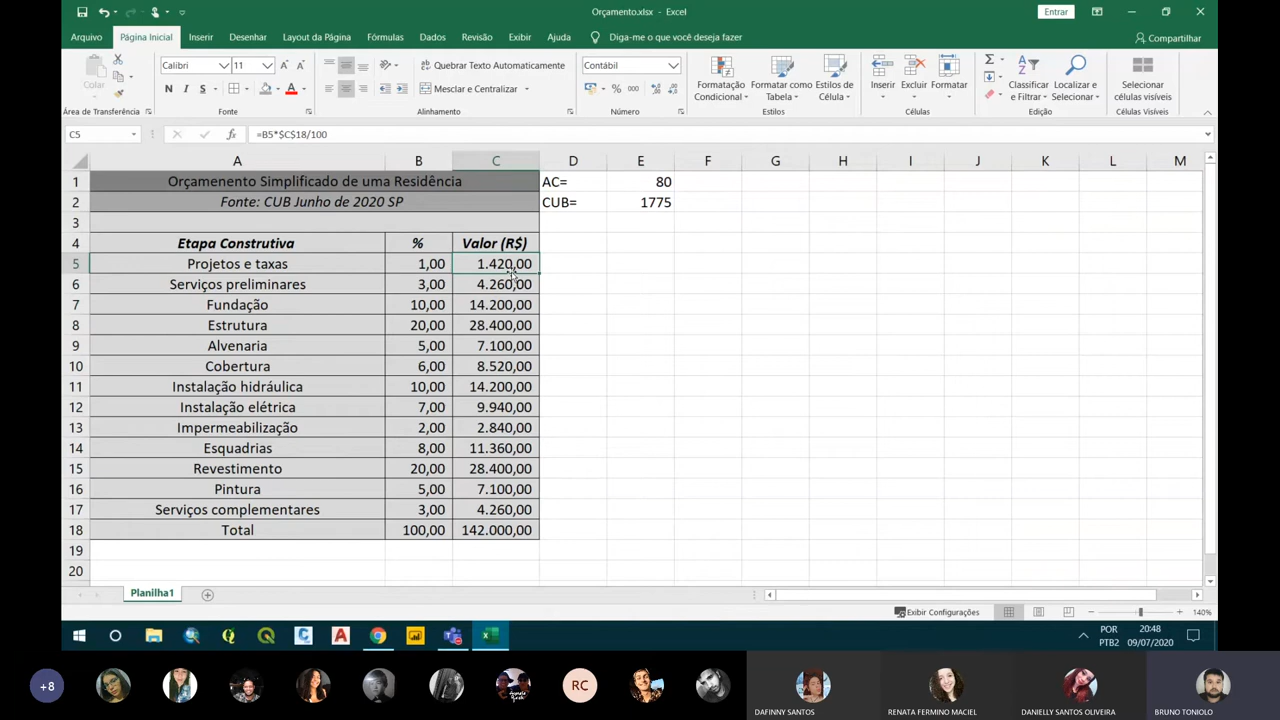 Orçamento.xlsx - Excel
Entrar
Arquivo Página Inicial Inserir Desenhar Layout da Página Fórmulas Dados Revisão Exibir Ajuda Diga-me o que você deseja fazer Compartilhar
Colar
Calibri 11
N I S
Quebrar Texto Automaticamente
Mesclar e Centralizar
Contábil
Formatação Condicional
Formatar como Tabela
Estilos de Célula
Inserir Excluir Formatar
Classificar e Filtrar
Localizar e Selecionar
Selecionar células visíveis
Área de Transferência Fonte Alinhamento Número Estilos Células Edição Células Visíveis
C5 fx =B5*$C$18/100
A B C D E F G H I J K L M
1 Orçamenento Simplificado de uma Residência AC= 80
2 Fonte: CUB Junho de 2020 SP CUB= 1775
3
4 Etapa Construtiva % Valor (R$)
5 Projetos e taxas 1,00 1.420,00
6 Serviços preliminares 3,00 4.260,00
7 Fundação 10,00 14.200,00
8 Estrutura 20,00 28.400,00
9 Alvenaria 5,00 7.100,00
10 Cobertura 6,00 8.520,00
11 Instalação hidráulica 10,00 14.200,00
12 Instalação elétrica 7,00 9.940,00
13 Impermeabilização 2,00 2.840,00
14 Esquadrias 8,00 11.360,00
15 Revestimento 20,00 28.400,00
16 Pintura 5,00 7.100,00
17 Serviços complementares 3,00 4.260,00
18 Total 100,00 142.000,00
19
20
Planilha1
Exibir Configurações 140%
POR 20:48
PTB2 09/07/2020
+8 RC
DAFINNY SANTOS RENATA FERMINO MACIEL DANIELLY SANTOS OLIVEIRA BRUNO TONIOLO